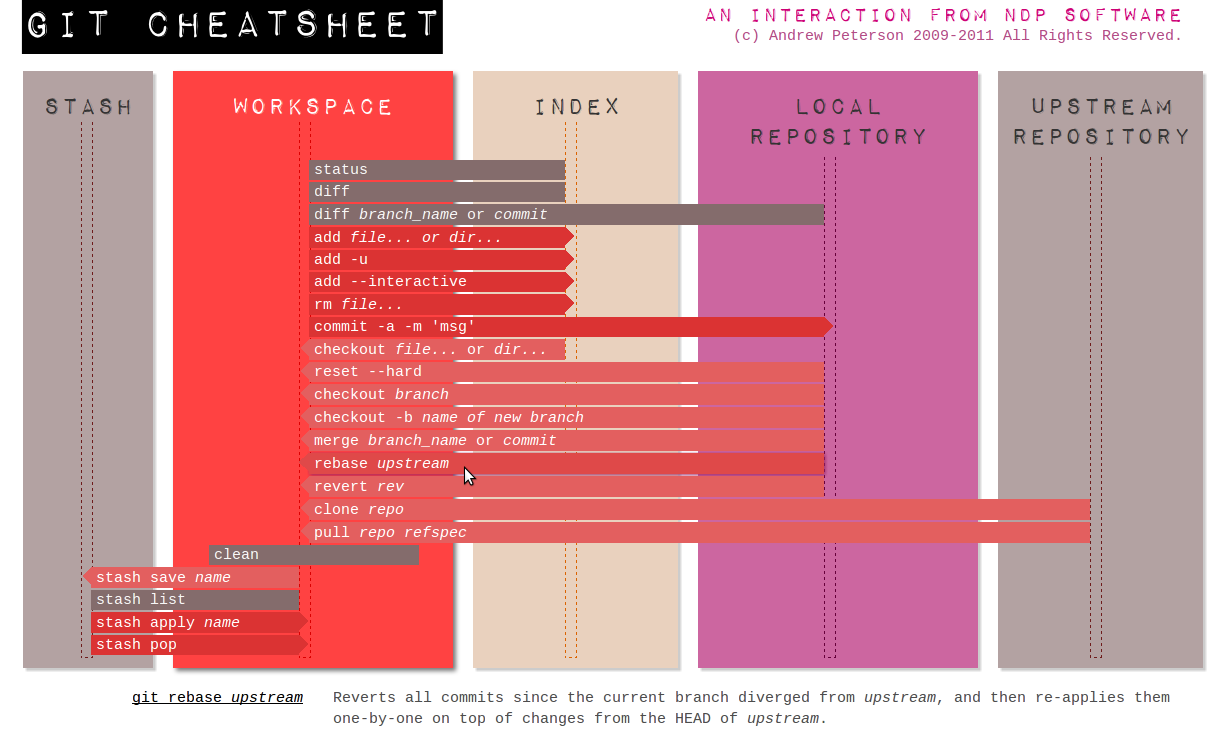 GIT CHEATSHEET
AN INTERACTION FROM NDP SOFTWARE
(c) Andrew Peterson 2009-2011 All Rights Reserved.
STASH
WORKSPACE
INDEX
LOCAL
REPOSITORY
UPSTREAM
REPOSITORY
status
diff
diff branch_name or commit
add file... or dir...
add -u
add --interactive
rm file...
commit -a -m 'msg'
checkout file... or dir...
reset --hard
checkout branch
checkout -b name of new branch
merge branch_name or commit
rebase upstream
revert rev
clone repo
pull repo refspec
clean
stash save name
stash list
stash apply name
stash pop
git rebase upstream
Reverts all commits since the current branch diverged from upstream, and then re-applies them
one-by-one on top of changes from the HEAD of upstream.